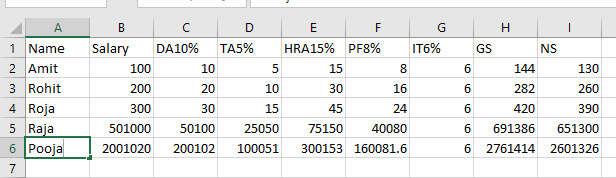 A B C D E F G H I
1 Name Salary DA10% TA5% HRA15% PF8% IT6% GS NS
2 Amit 100 10 5 15 8 6 144 130
3 Rohit 200 20 10 30 16 6 282 260
4 Roja 300 30 15 45 24 6 420 390
5 Raja 501000 50100 25050 75150 40080 6 691386 651300
6 Pooja 2001020 200102 100051 300153 160081.6 6 2761414 2601326
7